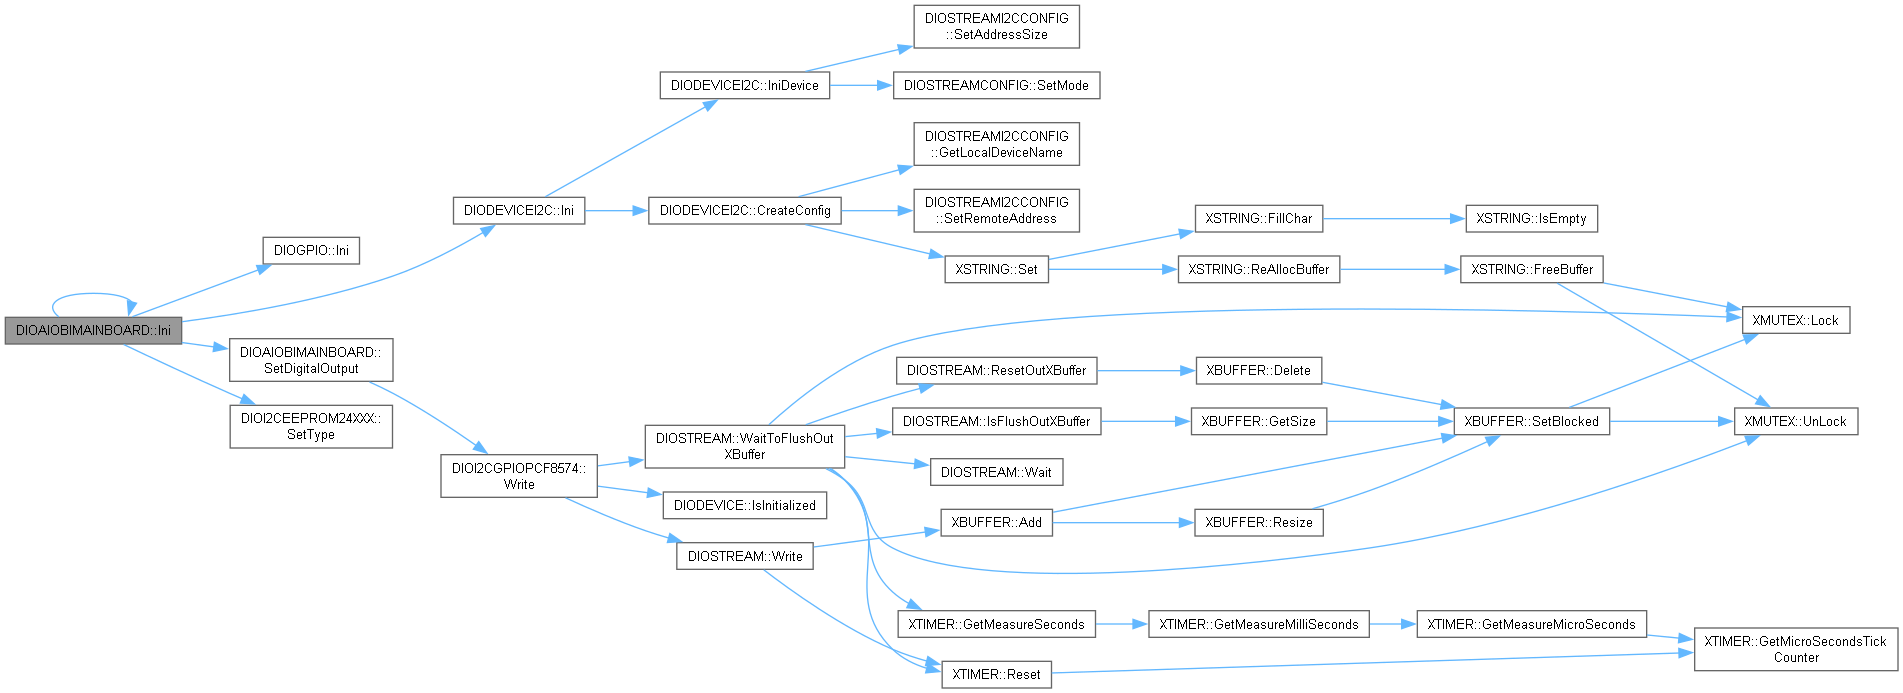 DIOAIOBIMAINBOARD::Ini
DIOGPIO::Ini
DIODEVICEI2C::Ini
DIOAIOBIMAINBOARD::
SetDigitalOutput
DIOI2CEEPROM24XXX::
SetType
DIODEVICEI2C::IniDevice
DIODEVICEI2C::CreateConfig
DIOI2CGPIOPCF8574::
Write
DIOSTREAMI2CCONFIG
::SetAddressSize
DIOSTREAMCONFIG::SetMode
DIOSTREAMI2CCONFIG
::GetLocalDeviceName
DIOSTREAMI2CCONFIG
::SetRemoteAddress
XSTRING::Set
XSTRING::FillChar
XSTRING::IsEmpty
XSTRING::ReAllocBuffer
XSTRING::FreeBuffer
XMUTEX::Lock
XMUTEX::UnLock
DIOSTREAM::WaitToFlushOut
XBuffer
DIODEVICE::IsInitialized
DIOSTREAM::Write
DIOSTREAM::ResetOutXBuffer
DIOSTREAM::IsFlushOutXBuffer
DIOSTREAM::Wait
XBUFFER::Add
XBUFFER::Delete
XBUFFER::GetSize
XBUFFER::SetBlocked
XBUFFER::Resize
XTIMER::GetMeasureSeconds
XTIMER::GetMeasureMilliSeconds
XTIMER::GetMeasureMicroSeconds
XTIMER::GetMicroSecondsTick
Counter
XTIMER::Reset